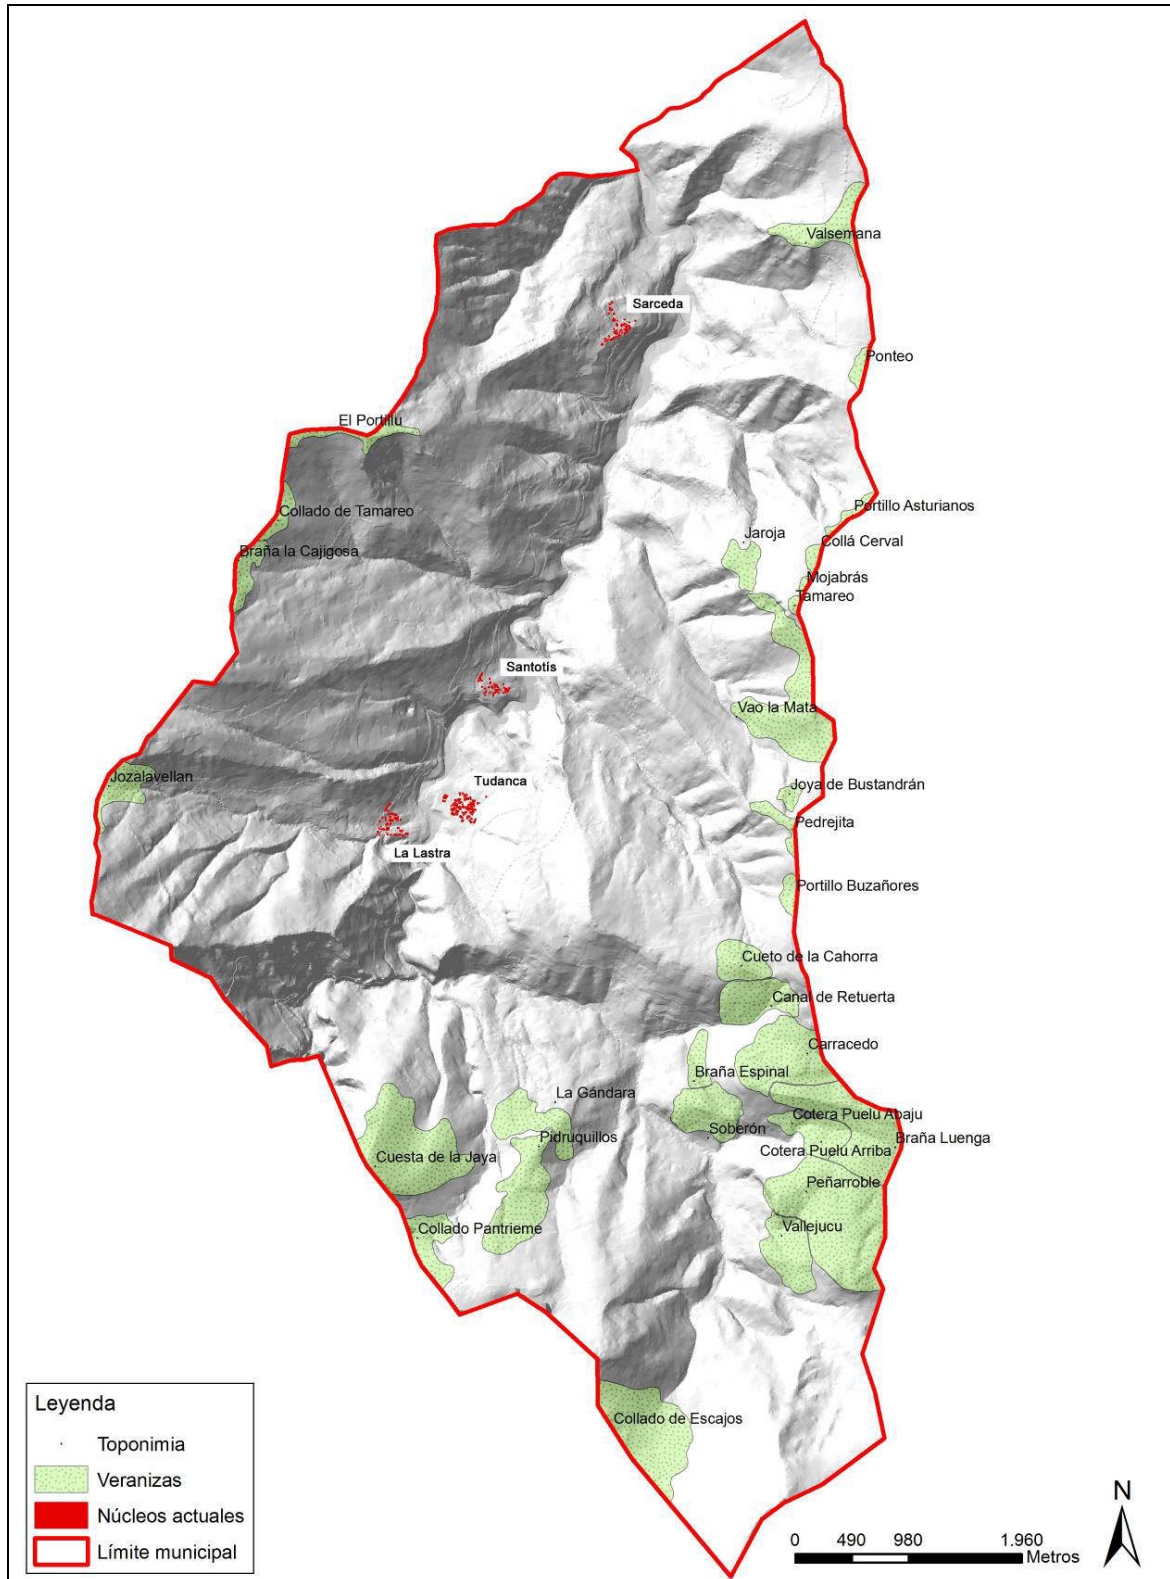 Valsemana
Sarceda
Ponteo
El Portillu
Portillo Asturianos
Collado de Tamareo
Jaroja
Collá Cerval
Braña la Cajigosa
Mojabrás
Tamareo
Santotís
Vao la Mata
Jozalavellan
Tudanca
Joya de Bustandrán
Pedrejita
La Lastra
Portillo Buzañores
Cueto de la Cahorra
Canal de Retuerta
Carracedo
Braña Espinal
La Gándara
Cotera Puelu Abaju
Soberón
Pidruquillos
Braña Luenga
Cotera Puelu Arriba
Cuesta de la Jaya
Peñarroble
Collado Pantrieme
Vallejucu
Collado de Escajos
Leyenda
Toponimia
Veranizas
Núcleos actuales
Límite municipal
N
0 490 980 1.960
Metros